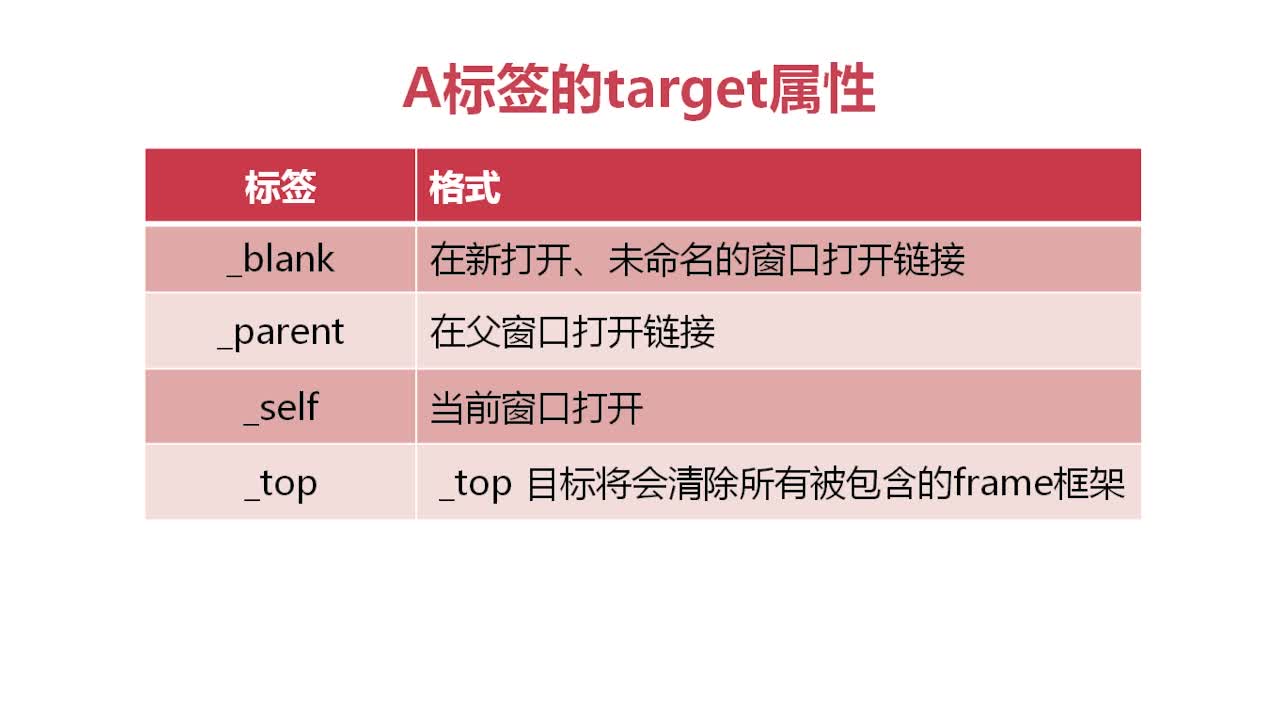 A标签的target属性
标签 格式
_blank 在新打开、未命名的窗口打开链接
_parent 在父窗口打开链接
_self 当前窗口打开
_top _top 目标将会清除所有被包含的frame框架